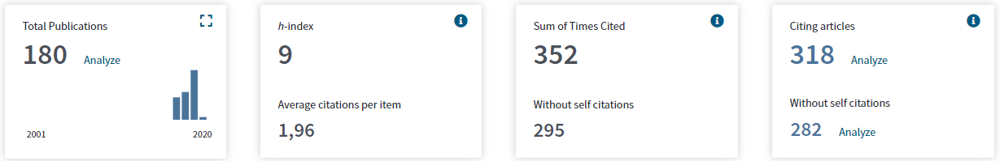 Total Publications
180 Analyze
2001 2020
h-index
9
Average citations per item
1,96
Sum of Times Cited
352
Without self citations
295
Citing articles
318 Analyze
Without self citations
282 Analyze